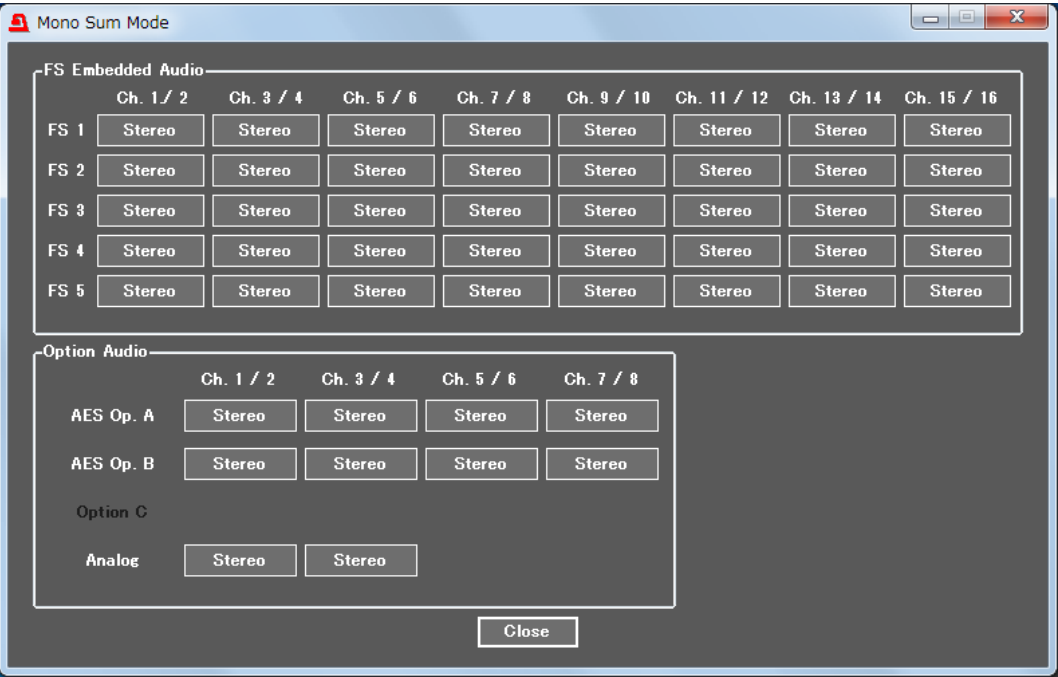 Mono Sum Mode
FS Embedded Audio
Ch. 1 / 2 Ch. 3 / 4 Ch. 5 / 6 Ch. 7 / 8 Ch. 9 / 10 Ch. 11 / 12 Ch. 13 / 14 Ch. 15 / 16
FS 1 Stereo Stereo Stereo Stereo Stereo Stereo Stereo Stereo
FS 2 Stereo Stereo Stereo Stereo Stereo Stereo Stereo Stereo
FS 3 Stereo Stereo Stereo Stereo Stereo Stereo Stereo Stereo
FS 4 Stereo Stereo Stereo Stereo Stereo Stereo Stereo Stereo
FS 5 Stereo Stereo Stereo Stereo Stereo Stereo Stereo Stereo
Option Audio
Ch. 1 / 2 Ch. 3 / 4 Ch. 5 / 6 Ch. 7 / 8
AES Op. A Stereo Stereo Stereo Stereo
AES Op. B Stereo Stereo Stereo Stereo
Option C
Analog Stereo Stereo
Close